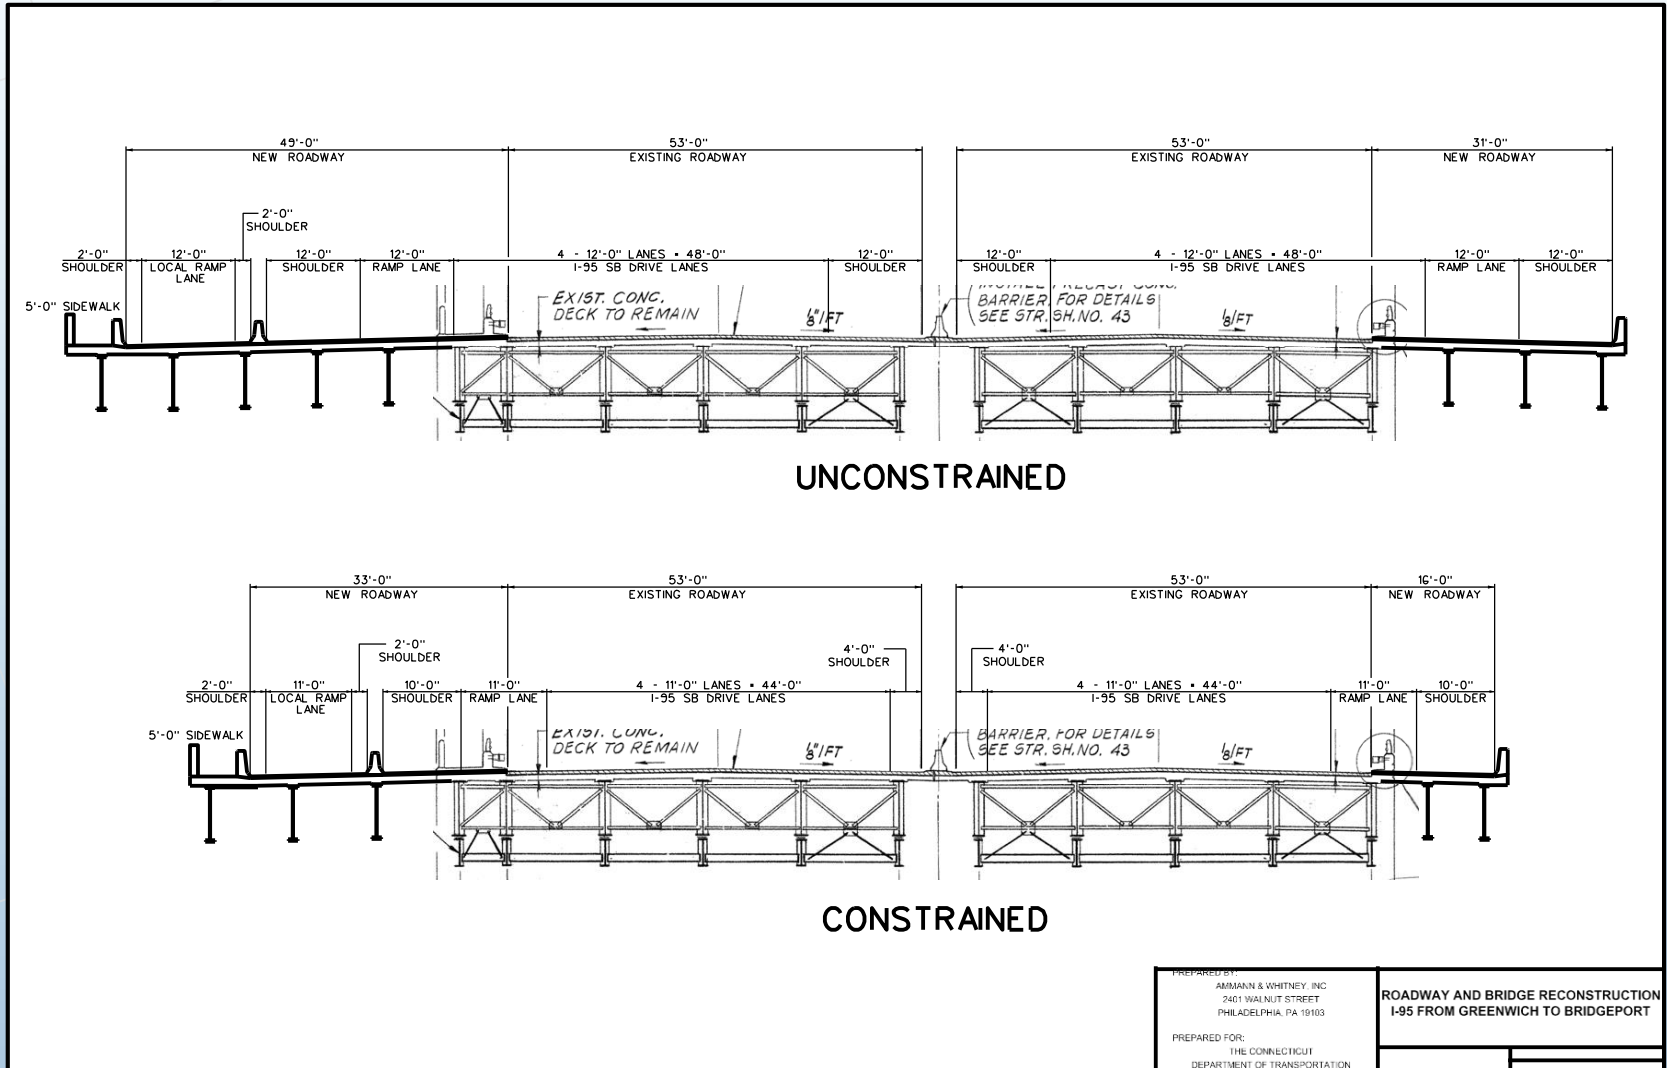 49'-0"
NEW ROADWAY
53'-0"
EXISTING ROADWAY
53'-0"
EXISTING ROADWAY
31'-0"
NEW ROADWAY
2'-0"
SHOULDER
2'-0"
SHOULDER
12'-0"
LOCAL RAMP
LANE
12'-0"
SHOULDER
12'-0"
RAMP LANE
4 - 12'-0" LANES = 48'-0"
I-95 SB DRIVE LANES
12'-0"
SHOULDER
12'-0"
SHOULDER
4 - 12'-0" LANES = 48'-0"
I-95 SB DRIVE LANES
12'-0"
RAMP LANE
12'-0"
SHOULDER
5'-0" SIDEWALK
EXIST. CONC.
DECK TO REMAIN
1/8"/FT
INSTALL PRECAST CONC.
BARRIER. FOR DETAILS
SEE STR. SH. NO. 43
1/8/FT
UNCONSTRAINED
33'-0"
NEW ROADWAY
53'-0"
EXISTING ROADWAY
53'-0"
EXISTING ROADWAY
16'-0"
NEW ROADWAY
2'-0"
SHOULDER
4'-0"
SHOULDER
4'-0"
SHOULDER
2'-0"
SHOULDER
11'-0"
LOCAL RAMP
LANE
10'-0"
SHOULDER
11'-0"
RAMP LANE
4 - 11'-0" LANES = 44'-0"
I-95 SB DRIVE LANES
4 - 11'-0" LANES = 44'-0"
I-95 SB DRIVE LANES
11'-0"
RAMP LANE
10'-0"
SHOULDER
5'-0" SIDEWALK
EXIST. CONC.
DECK TO REMAIN
1/8"/FT
BARRIER. FOR DETAILS
SEE STR. SH. NO. 43
1/8/FT
CONSTRAINED
PREPARED BY:
AMMANN & WHITNEY, INC
2401 WALNUT STREET
PHILADELPHIA, PA 19103
PREPARED FOR:
THE CONNECTICUT
DEPARTMENT OF TRANSPORTATION
ROADWAY AND BRIDGE RECONSTRUCTION
I-95 FROM GREENWICH TO BRIDGEPORT